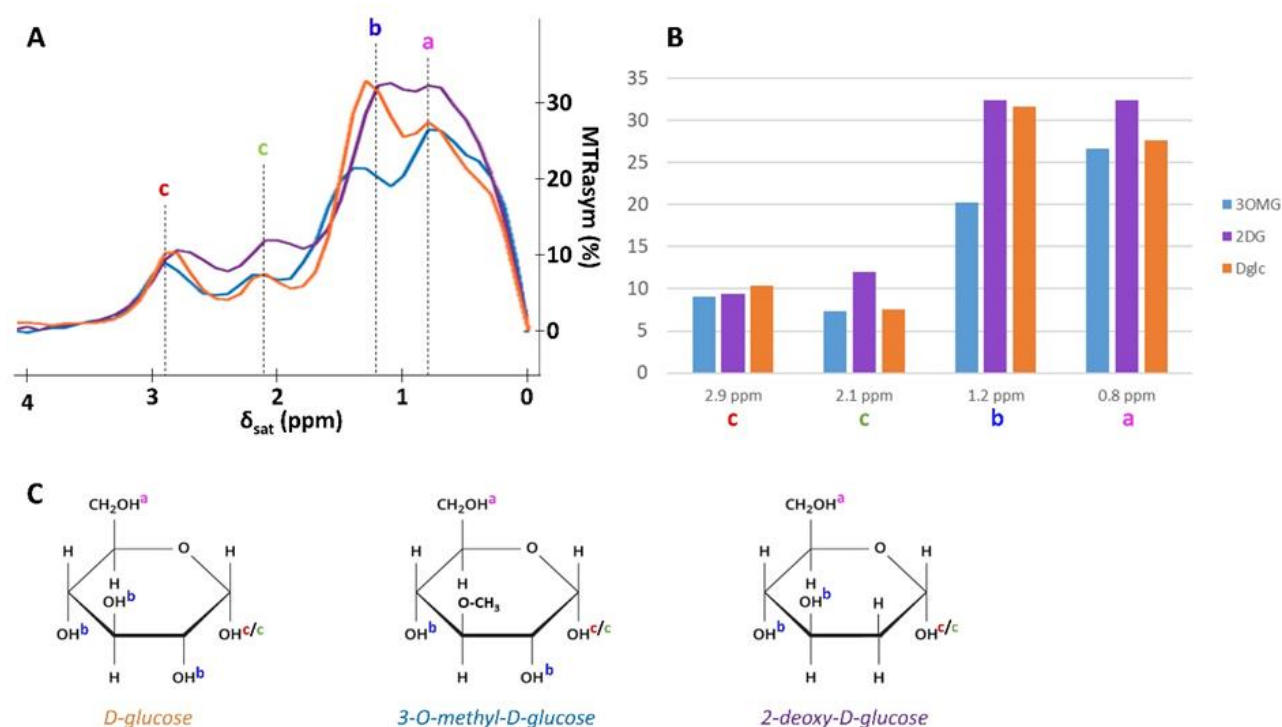 A
b
a
c
c
30
20
10
0
MTRasym (%)
4
3
2
1
0
δsat (ppm)
B
35
30
25
20
15
10
5
0
2.9 ppm
2.1 ppm
1.2 ppm
0.8 ppm
c
c
b
a
3OMG
2DG
Dglc
C
CH₂OHᵃ
O
H
H
H
OHᵇ
OHᵇ
OHc/c
H
OHᵇ
D-glucose
CH₂OHᵃ
O
H
H
H
O-CH₃
OHᵇ
OHc/c
H
OHᵇ
3-O-methyl-D-glucose
CH₂OHᵃ
O
H
H
H
OHᵇ
H
OHᵇ
OHc/c
H
H
2-deoxy-D-glucose